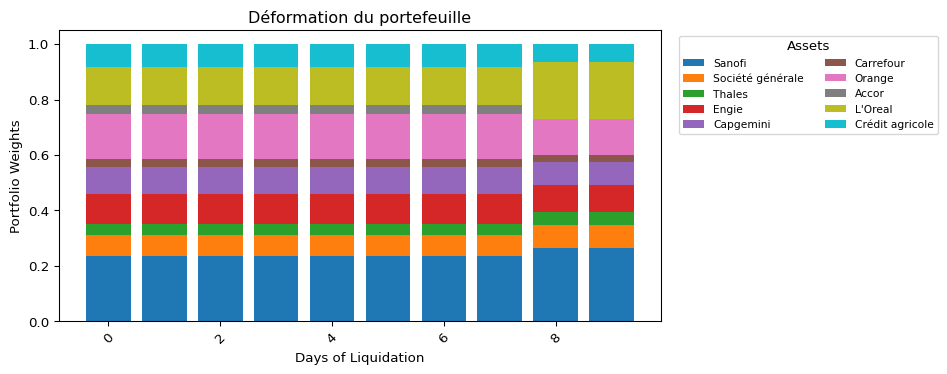 Déformation du portefeuille
Portfolio Weights
1.0
0.8
0.6
0.4
0.2
0.0
0
2
4
6
8
Days of Liquidation
Assets
Sanofi
Société générale
Thales
Engie
Capgemini
Carrefour
Orange
Accor
L'Oreal
Crédit agricole